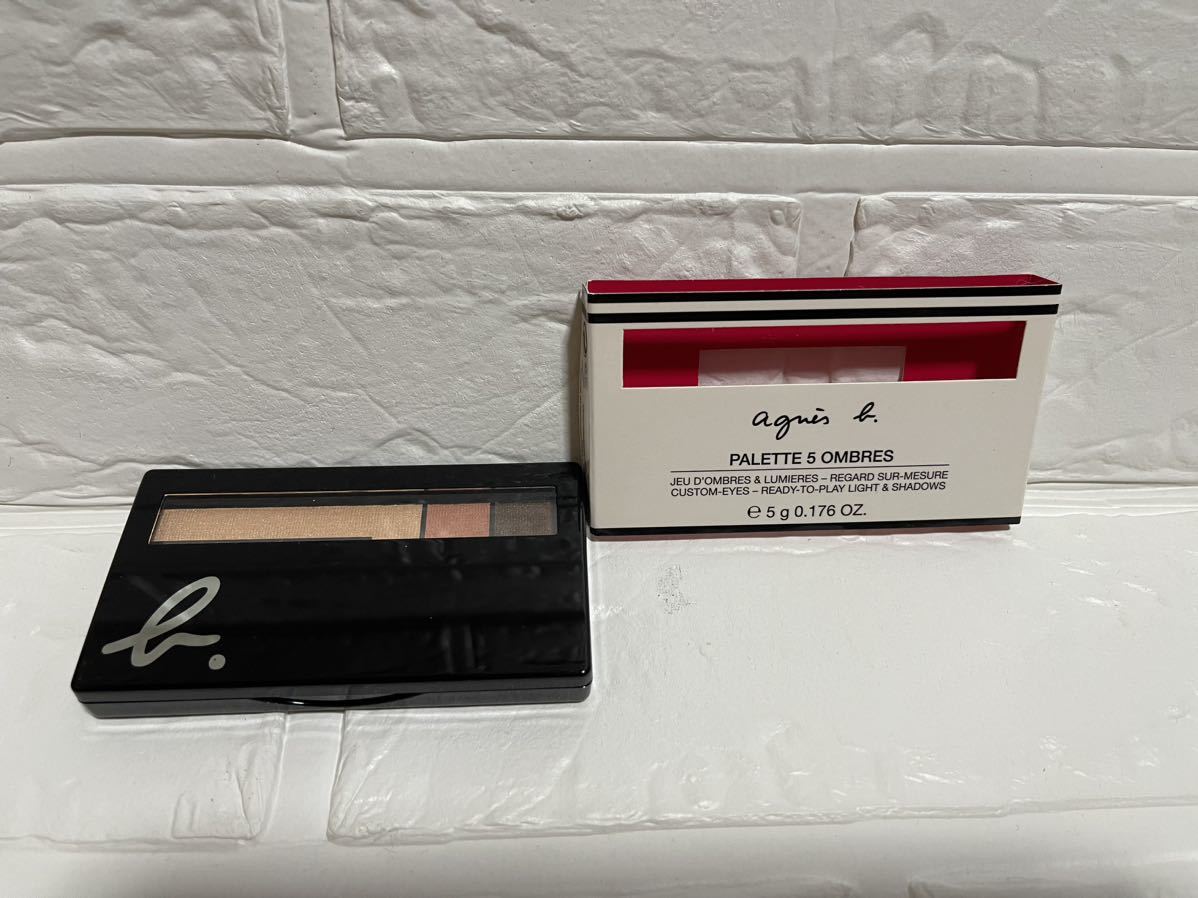 b.
agnès b.
PALETTE 5 OMBRES
JEU D'OMBRES & LUMIERES – REGARD SUR-MESURE
CUSTOM-EYES – READY-TO-PLAY LIGHT & SHADOWS
℮ 5 g 0.176 OZ.